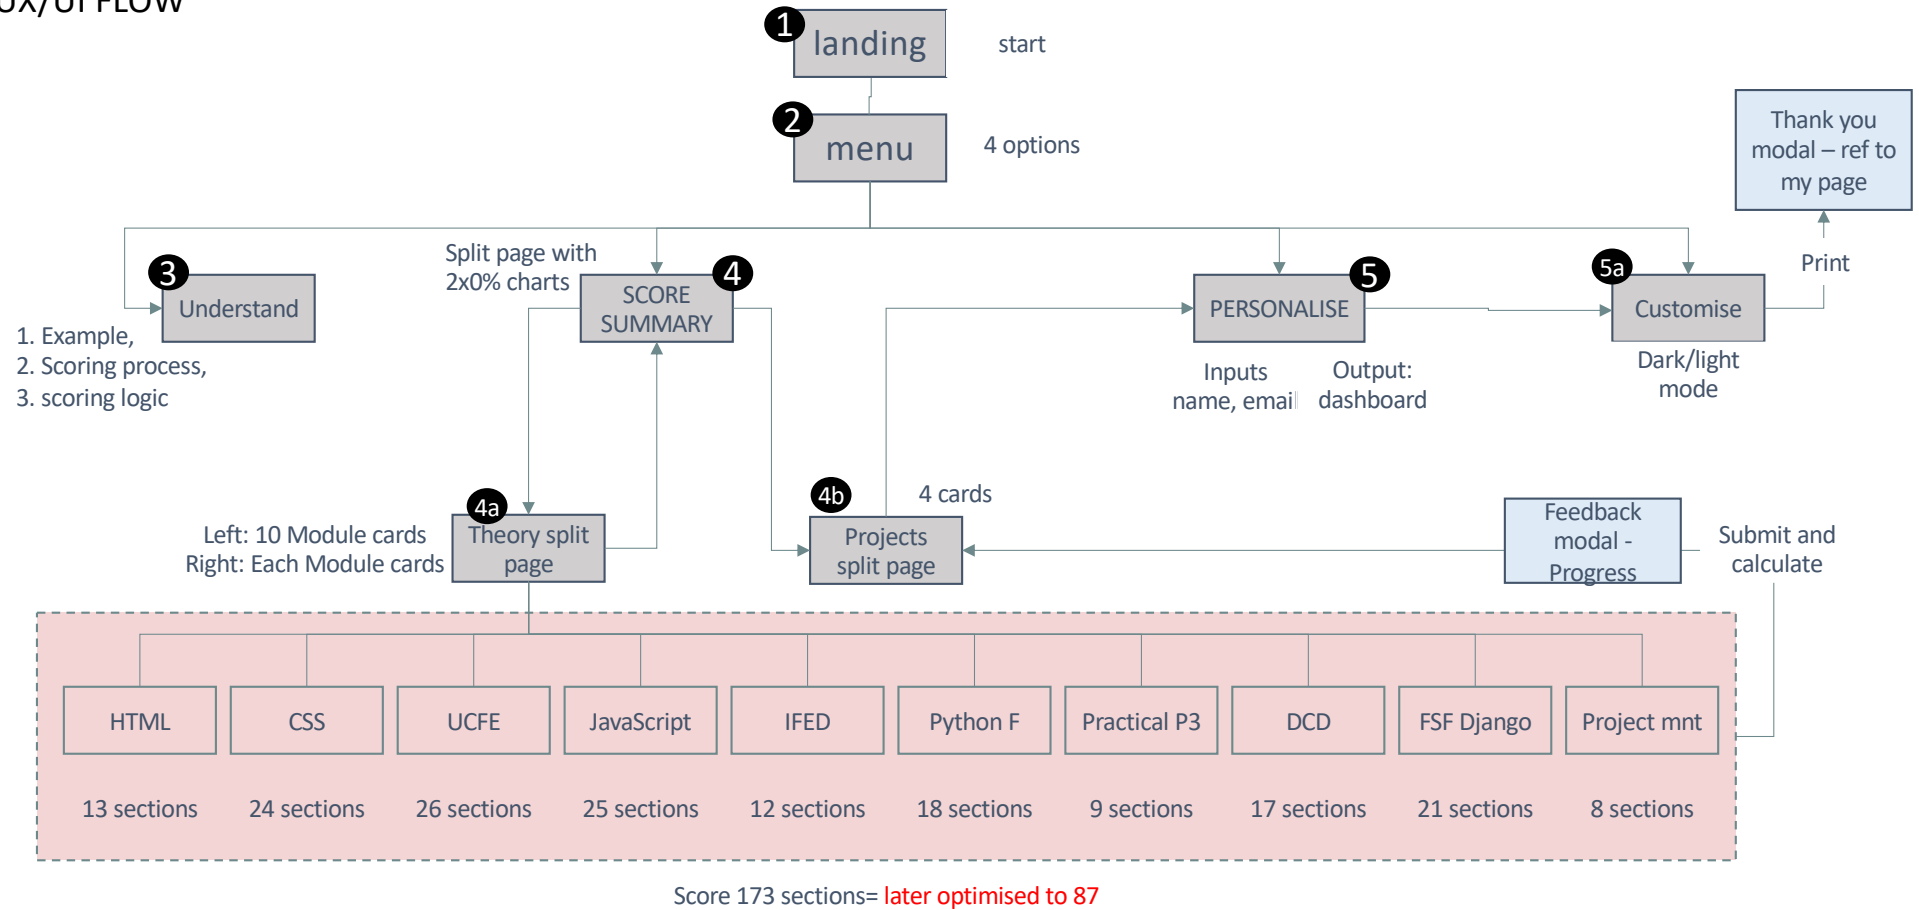 UX/UI FLOW
1
landing
start
2
menu
4 options
Thank you
modal – ref to
my page
Print
3
Understand
1. Example,
2. Scoring process,
3. scoring logic
Split page with
2x0% charts
4
SCORE
SUMMARY
5
PERSONALISE
Inputs
name, email
Output:
dashboard
5a
Customise
Dark/light
mode
4a
Theory split
page
Left: 10 Module cards
Right: Each Module cards
4b
Projects
split page
4 cards
Feedback
modal -
Progress
Submit and
calculate
HTML
CSS
UCFE
JavaScript
IFED
Python F
Practical P3
DCD
FSF Django
Project mnt
13 sections
24 sections
26 sections
25 sections
12 sections
18 sections
9 sections
17 sections
21 sections
8 sections
Score 173 sections= later optimised to 87